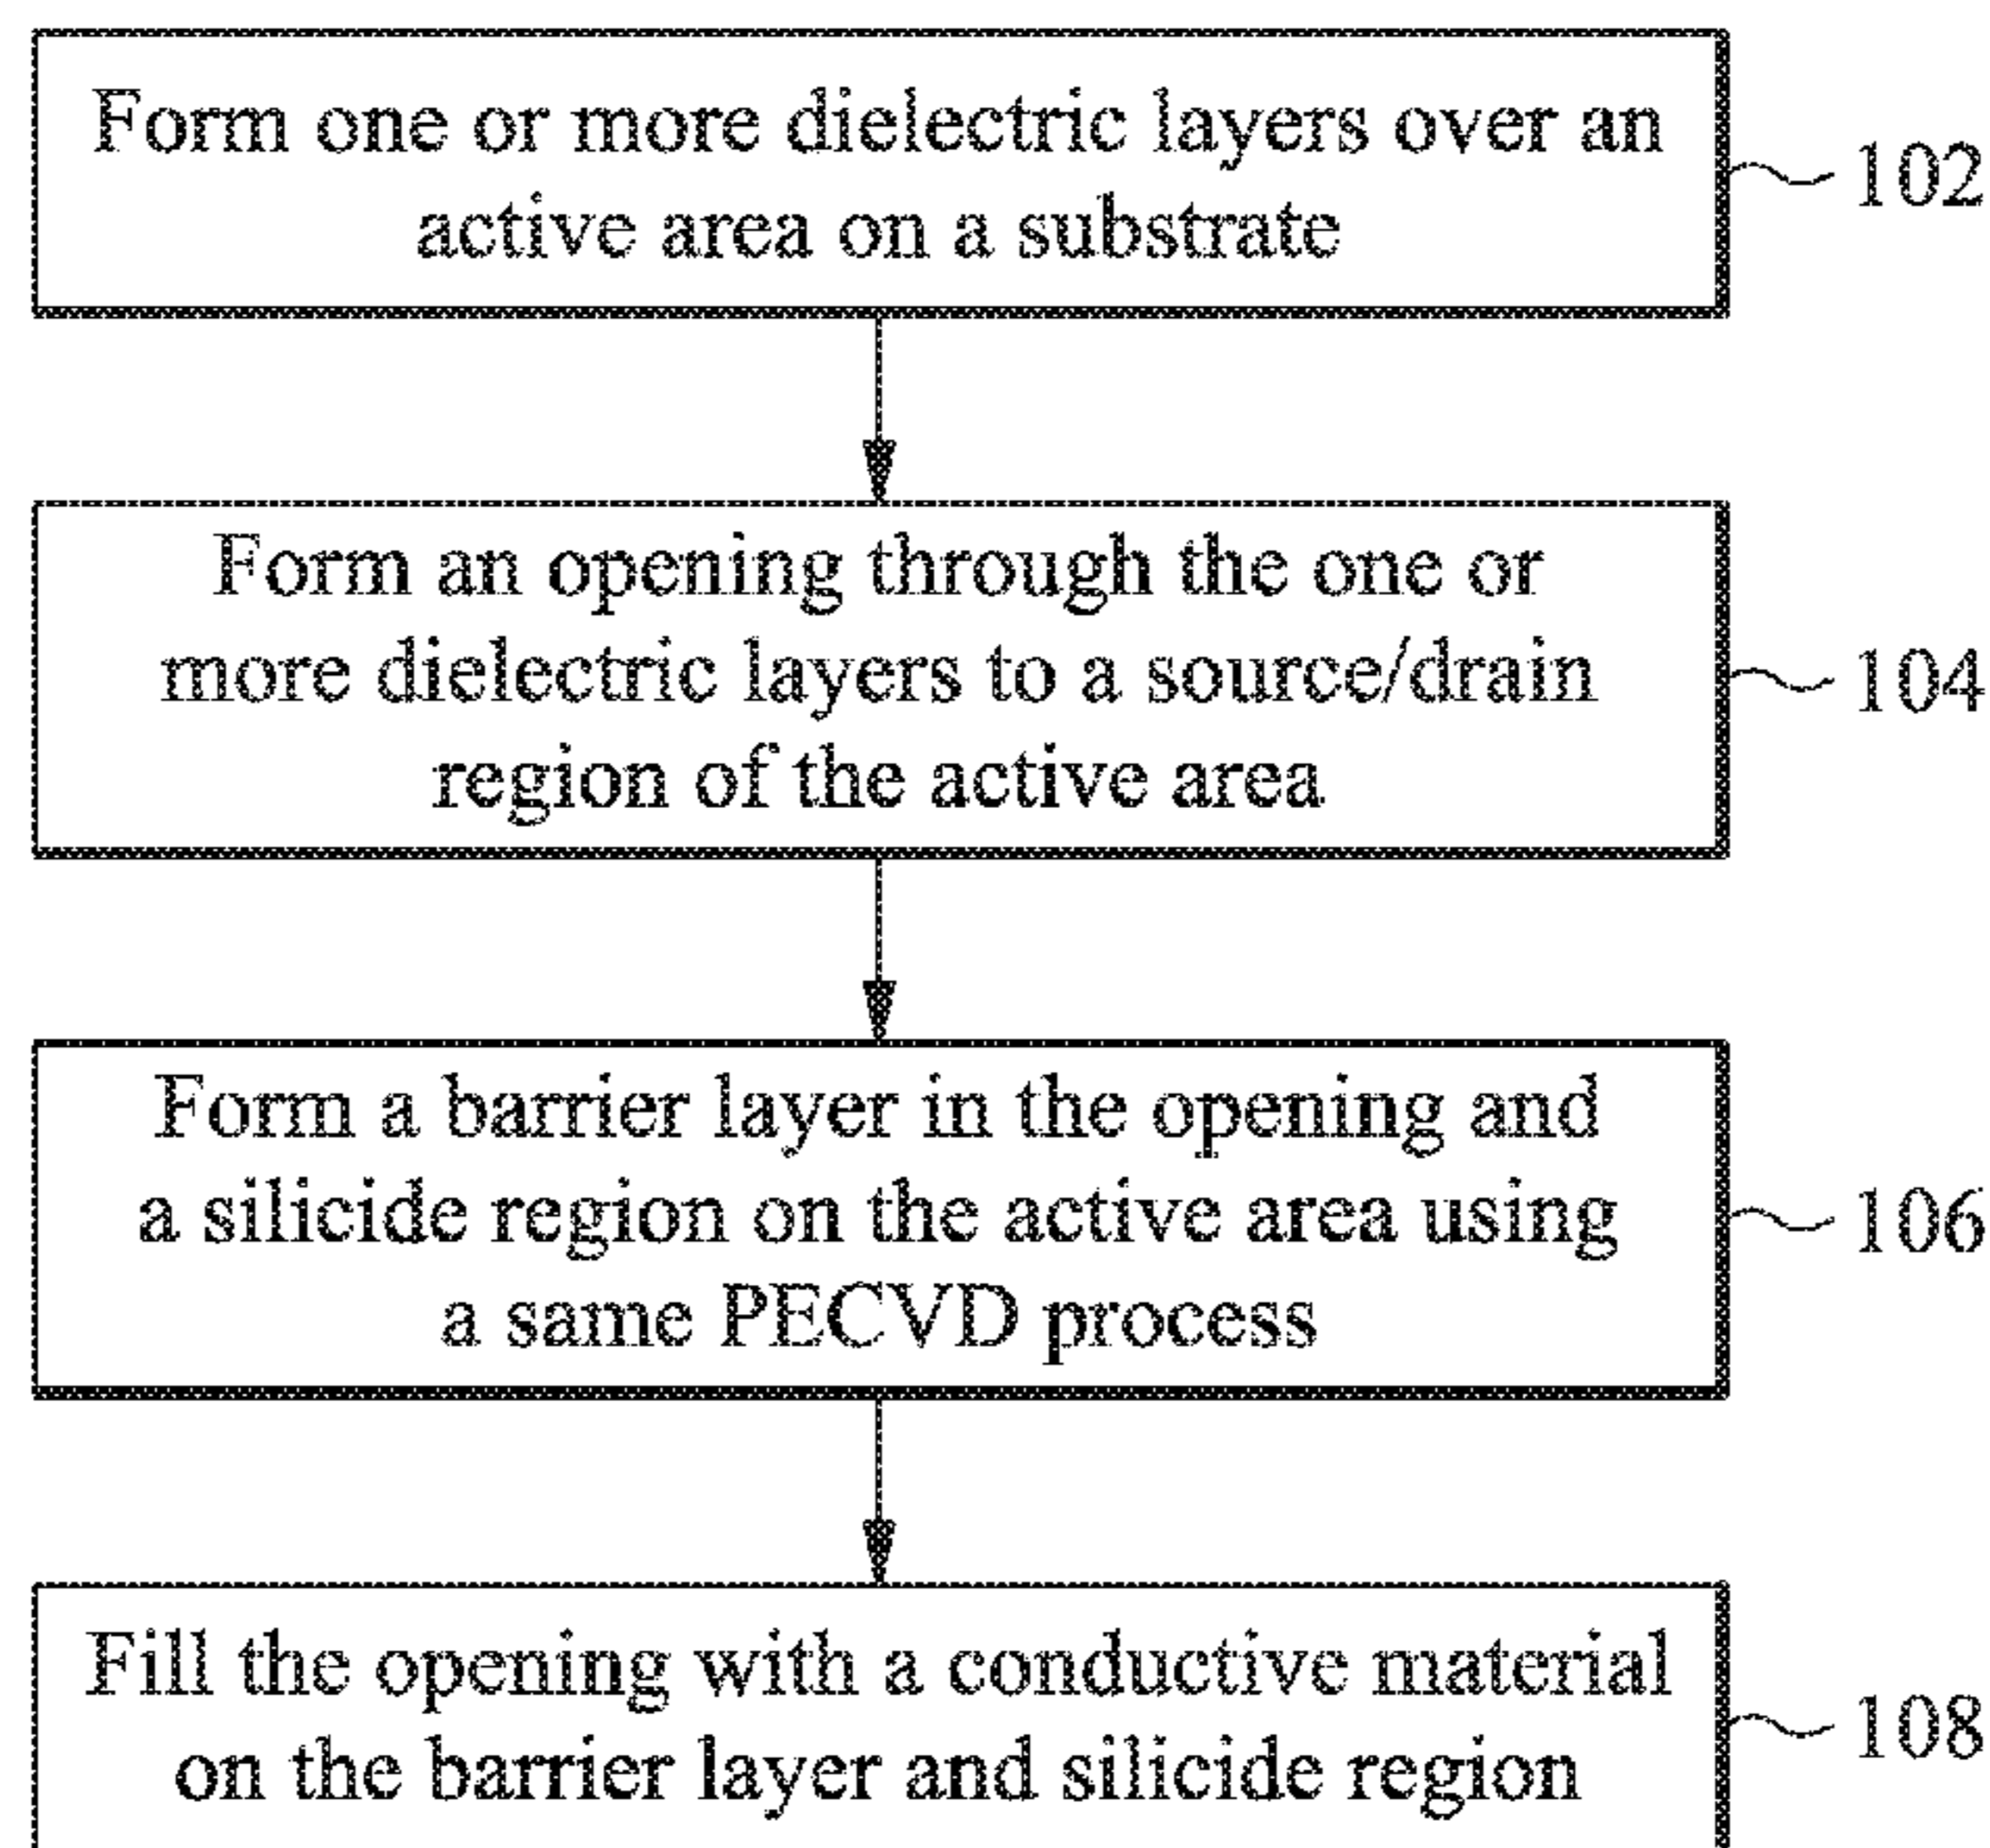 Form one or more dielectric layers over an
active area on a substrate
102
Form an opening through the one or
more dielectric layers to a source/drain
region of the active area
104
Form a barrier layer in the opening and
a silicide region on the active area using
a same PECVD process
106
Fill the opening with a conductive material
on the barrier layer and silicide region
108